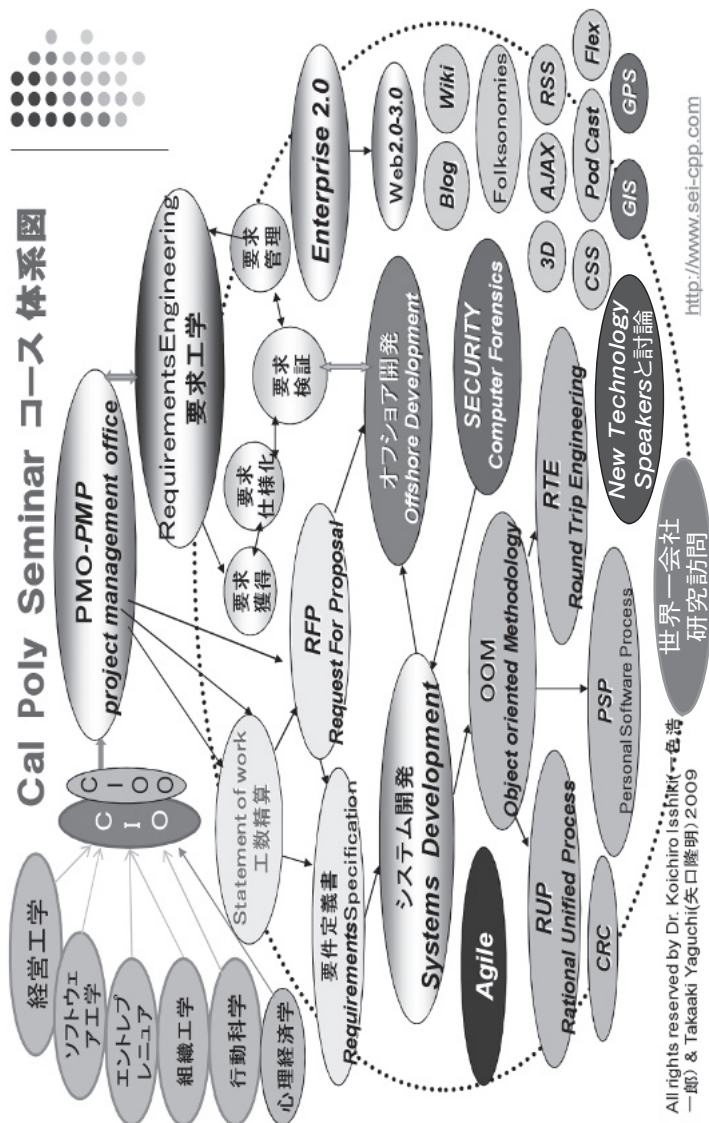 Cal Poly Seminar コース 体系図
経営工学
ソフトウェ
ア工学
エントレプ
レニュア
組織工学
行動科学
心理経済学
CIO
CIOO
PMO-PMP
project management office
RequirementsEngineering
要求工学
要求
獲得
要求
仕様化
要求
検証
要求
管理
Statement of work
工数精算
RFP
Request For Proposal
要件定義書
RequirementsSpecification
システム開発
Systems Development
オフショア開発
Offshore Development
SECURITY
Computer Forensics
Enterprise 2.0
Web2.0-3.0
Blog
Wiki
Folksonomies
3D
AJAX
RSS
CSS
Pod Cast
Flex
GIS
GPS
Agile
OOM
Object oriented Methodology
RUP
Rational Unified Process
RTE
Round Trip Engineering
CRC
PSP
Personal Software Process
New Technology
Speakersと討論
世界一会社
研究訪問
All rights reserved by Dr. Koichiro Isshiki(一色浩
一郎) & Takaaki Yaguchi(矢口隆明) 2009
http://www.sei-cpp.com